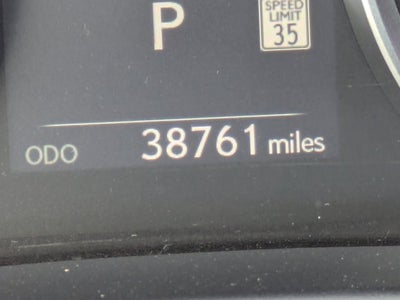 P
SPEED
LIMIT
35
ODO 38761 miles